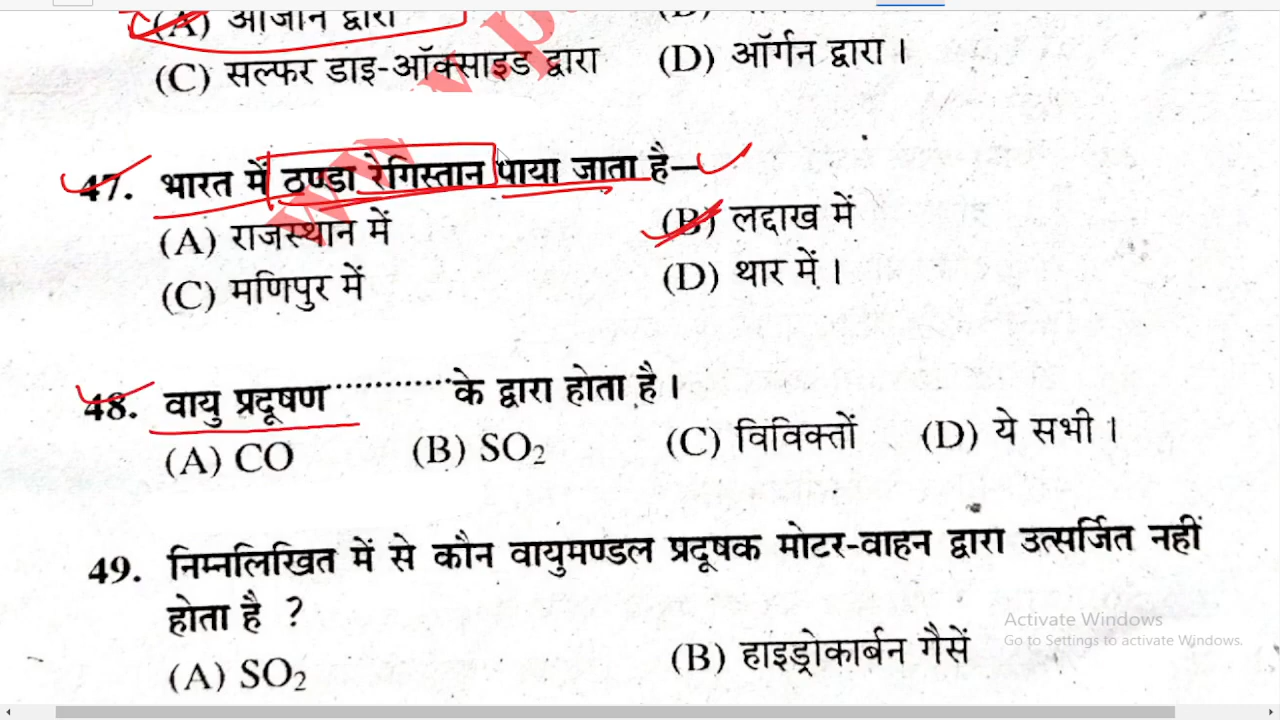 (A) ओजोन द्वारा
(C) सल्फर डाइ-ऑक्साइड द्वारा (D) ऑर्गन द्वारा ।
47. भारत में ठण्डा रेगिस्तान पाया जाता है—
(A) राजस्थान में (B) लद्दाख में
(C) मणिपुर में (D) थार में ।
48. वायु प्रदूषण ............ के द्वारा होता है ।
(A) CO (B) SO₂ (C) विविक्तों (D) ये सभी ।
49. निम्नलिखित में से कौन वायुमण्डल प्रदूषक मोटर-वाहन द्वारा उत्सर्जित नहीं
होता है ?
Activate Windows
Go to Settings to activate Windows.
(A) SO₂ (B) हाइड्रोकार्बन गैसें